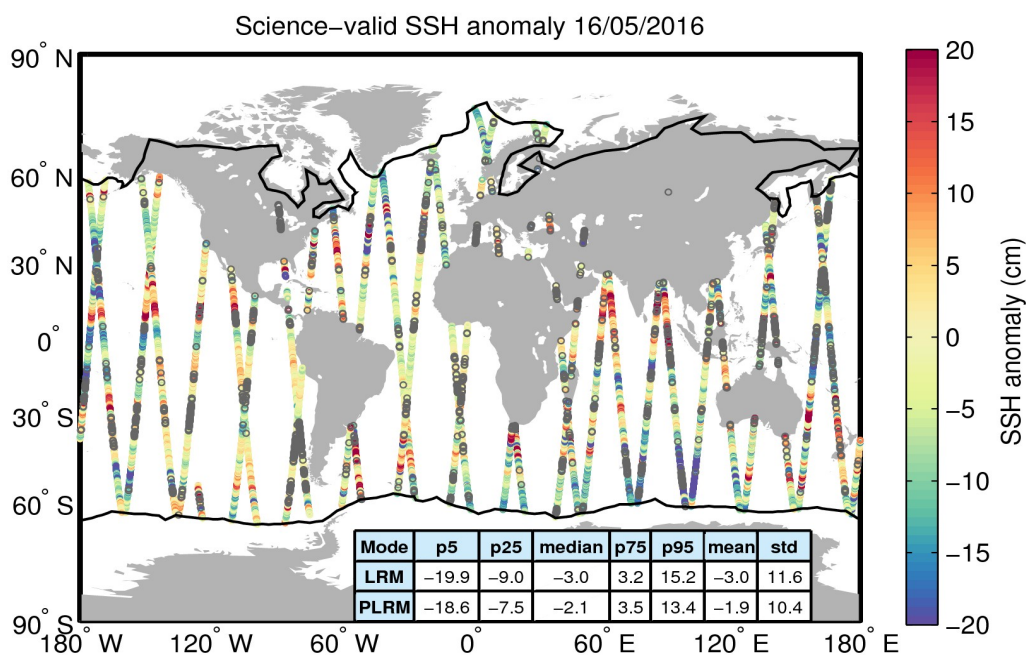 Science−valid SSH anomaly 16/05/2016
90° N
60° N
30° N
0°
30° S
60° S
90° S
180° W
120° W
60° W
0°
60° E
120° E
180° E
Mode p5 p25 median p75 p95 mean std
LRM −19.9 −9.0 −3.0 3.2 15.2 −3.0 11.6
PLRM −18.6 −7.5 −2.1 3.5 13.4 −1.9 10.4
20
15
10
5
0
−5
−10
−15
−20
SSH anomaly (cm)